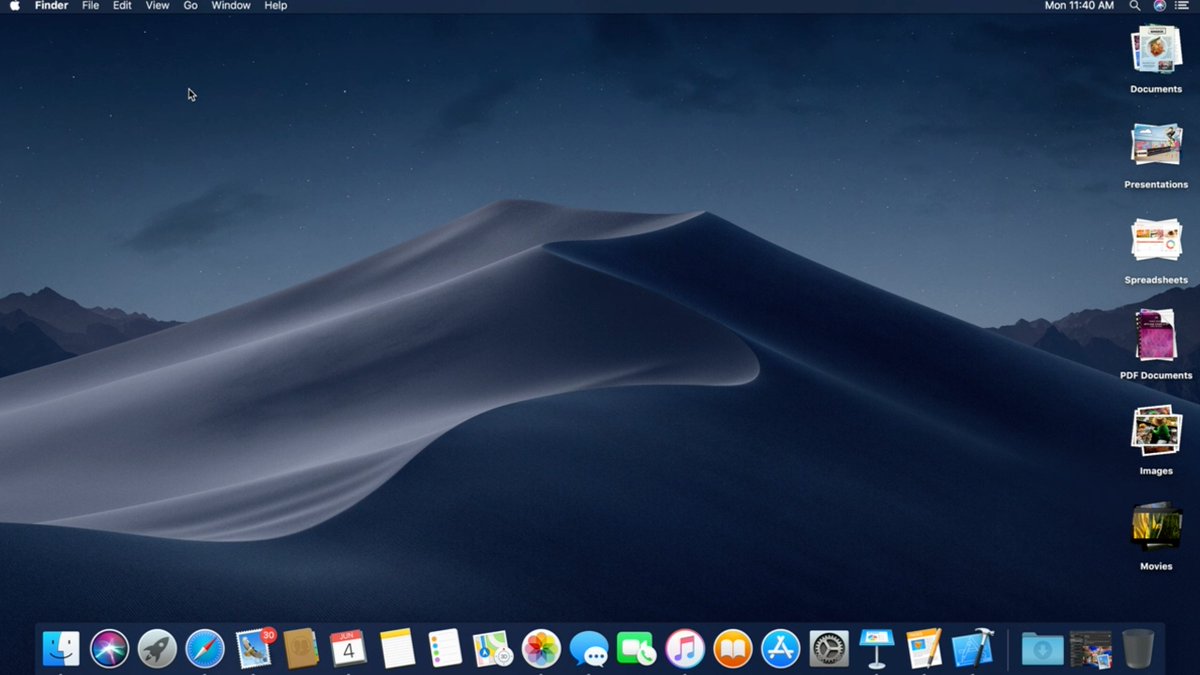 Finder File Edit View Go Window Help
Mon 11:40 AM
Documents
Presentations
Spreadsheets
PDF Documents
Images
Movies
30
JUN
4